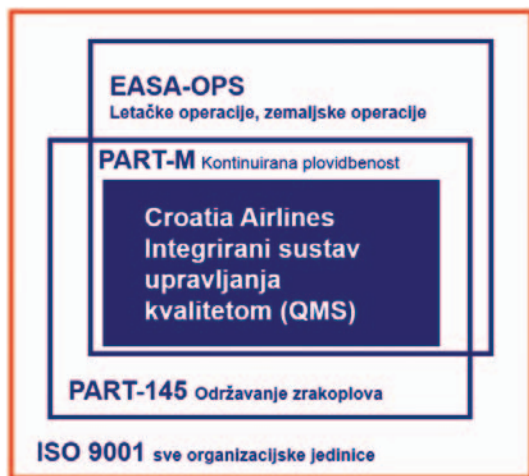 EASA-OPS
Letačke operacije, zemaljske operacije
PART-M Kontinuirana plovidbenost
Croatia Airlines
Integrirani sustav
upravljanja
kvalitetom (QMS)
PART-145 Održavanje zrakoplova
ISO 9001 sve organizacijske jedinice